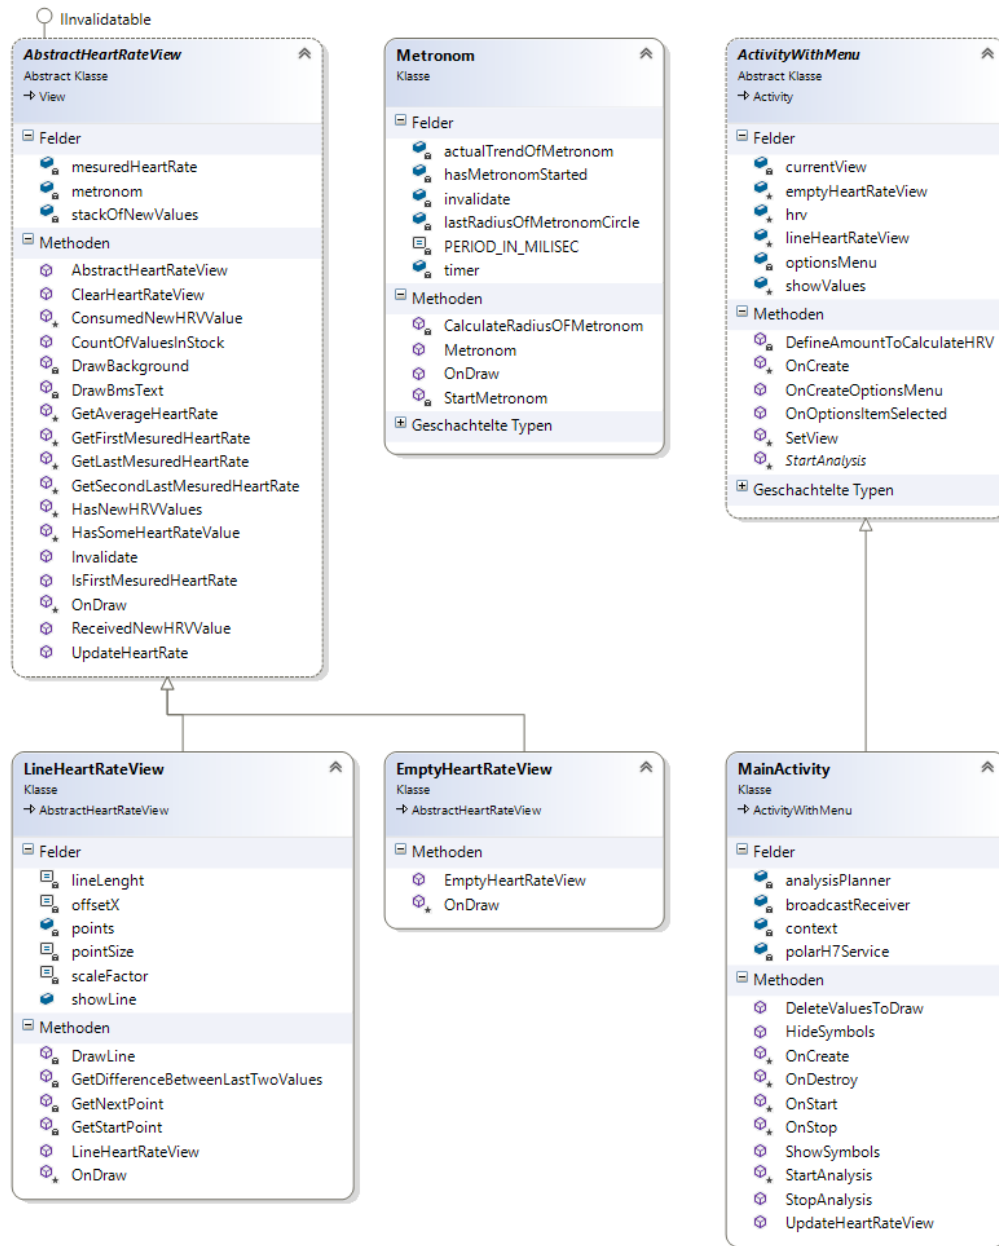 IInvalidatable
AbstractHeartRateView
Abstract Klasse
View
Felder
mesuredHeartRate
metronom
stackOfNewValues
Methoden
AbstractHeartRateView
ClearHeartRateView
ConsumedNewHRVValue
CountOfValuesInStock
DrawBackground
DrawBmsText
GetAverageHeartRate
GetFirstMesuredHeartRate
GetLastMesuredHeartRate
GetSecondLastMesuredHeartRate
HasNewHRVValues
HasSomeHeartRateValue
Invalidate
IsFirstMesuredHeartRate
OnDraw
ReceivedNewHRVValue
UpdateHeartRate
Metronom
Klasse
Felder
actualTrendOfMetronom
hasMetronomStarted
invalidate
lastRadiusOfMetronomCircle
PERIOD_IN_MILISEC
timer
Methoden
CalculateRadiusOFMetronom
Metronom
OnDraw
StartMetronom
Geschachtelte Typen
ActivityWithMenu
Abstract Klasse
Activity
Felder
currentView
emptyHeartRateView
hrv
lineHeartRateView
optionsMenu
showValues
Methoden
DefineAmountToCalculateHRV
OnCreate
OnCreateOptionsMenu
OnOptionsItemSelected
SetView
StartAnalysis
Geschachtelte Typen
LineHeartRateView
Klasse
AbstractHeartRateView
Felder
lineLenght
offsetX
points
pointSize
scaleFactor
showLine
Methoden
DrawLine
GetDifferenceBetweenLastTwoValues
GetNextPoint
GetStartPoint
LineHeartRateView
OnDraw
EmptyHeartRateView
Klasse
AbstractHeartRateView
Methoden
EmptyHeartRateView
OnDraw
MainActivity
Klasse
ActivityWithMenu
Felder
analysisPlanner
broadcastReceiver
context
polarH7Service
Methoden
DeleteValuesToDraw
HideSymbols
OnCreate
OnDestroy
OnStart
OnStop
ShowSymbols
StartAnalysis
StopAnalysis
UpdateHeartRateView